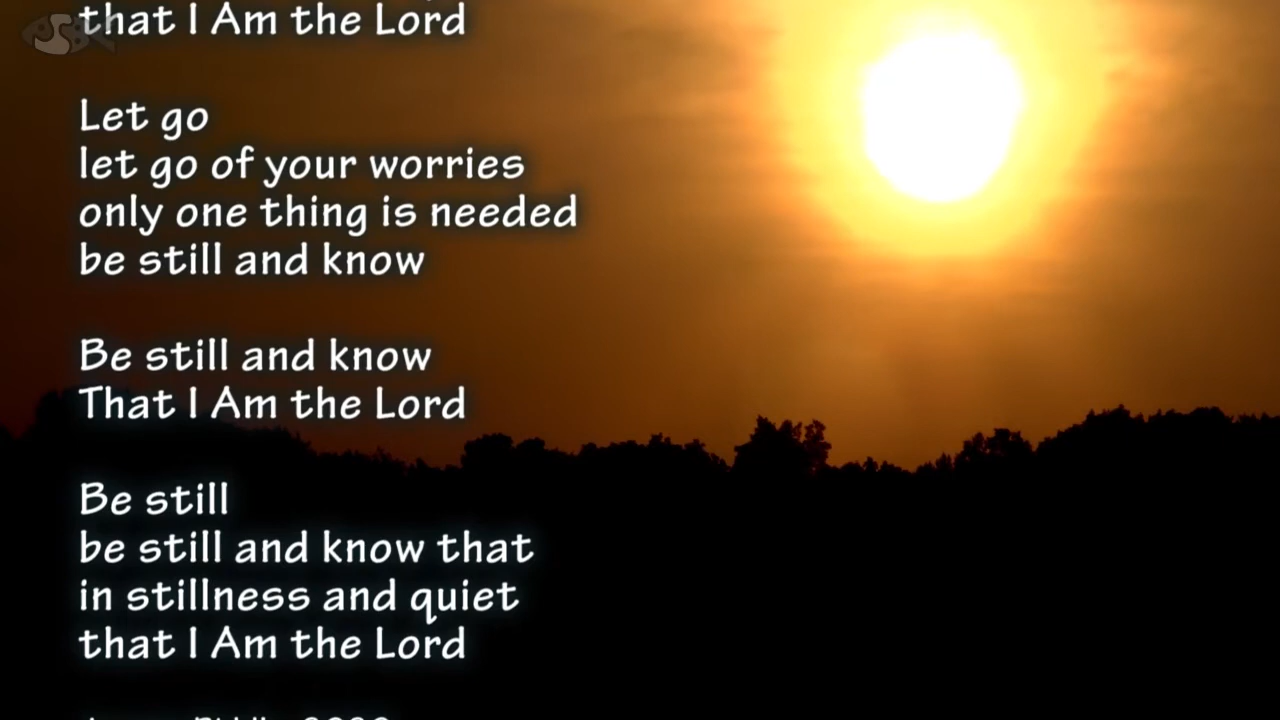 that I Am the Lord
Let go
let go of your worries
only one thing is needed
be still and know
Be still and know
That I Am the Lord
Be still
be still and know that
in stillness and quiet
that I Am the Lord